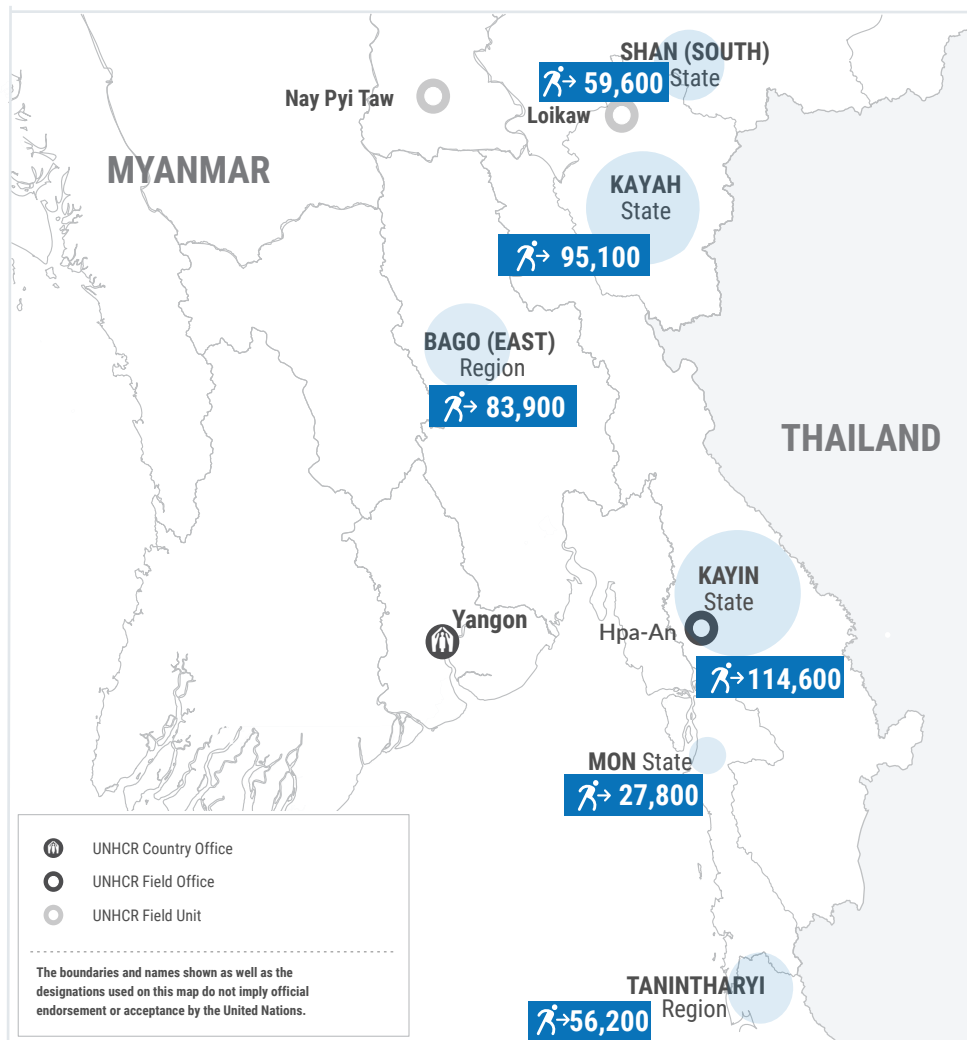 SHAN (SOUTH)
State
59,600
Nay Pyi Taw
Loikaw
MYANMAR
KAYAH
State
95,100
BAGO (EAST)
Region
83,900
THAILAND
KAYIN
State
Yangon
Hpa-An
114,600
MON State
27,800
UNHCR Country Office
UNHCR Field Office
UNHCR Field Unit
The boundaries and names shown as well as the
designations used on this map do not imply official
endorsement or acceptance by the United Nations.
TANINTHARYI
Region
56,200